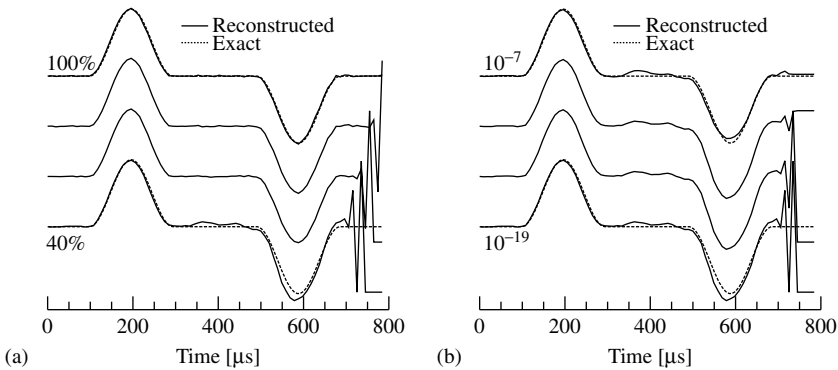 Reconstructed
Exact
100%
40%
0 200 400 600 800
(a) Time [μs]
Reconstructed
Exact
10⁻⁷
10⁻¹⁹
0 200 400 600 800
(b) Time [μs]